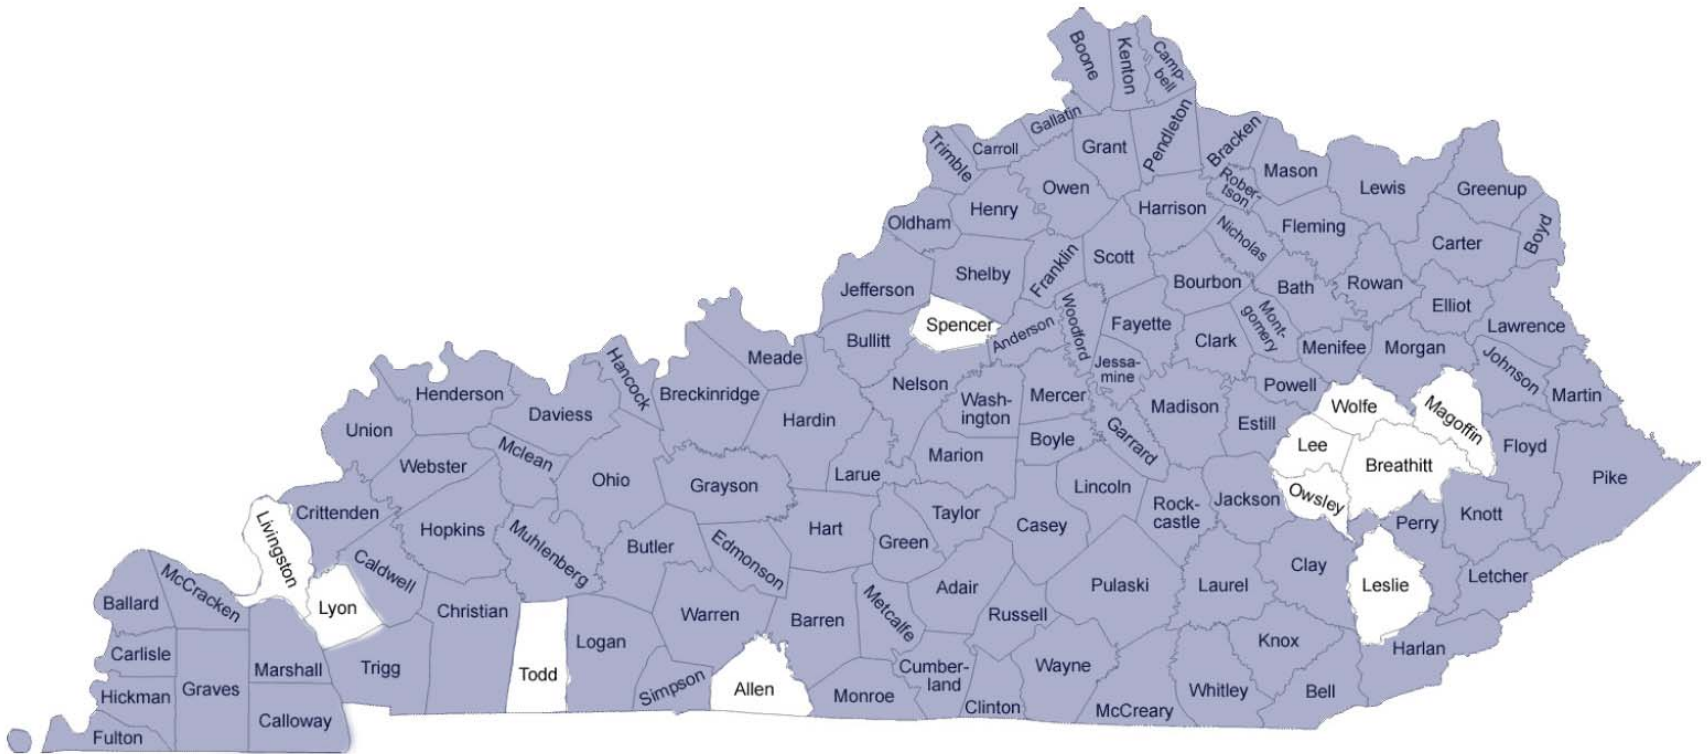 Boone
Kenton
Camp-
bell
Gallatin
Trimble
Carroll
Grant
Pendleton
Bracken
Mason
Owen
Rober-
tson
Lewis
Greenup
Oldham
Henry
Harrison
Nicholas
Fleming
Carter
Boyd
Jefferson
Shelby
Franklin
Scott
Bourbon
Bath
Rowan
Elliot
Lawrence
Bullitt
Spencer
Anderson
Woodford
Fayette
Clark
Mont-
gomery
Menifee
Morgan
Johnson
Martin
Meade
Hancock
Breckinridge
Nelson
Wash-
ington
Mercer
Jessa-
mine
Madison
Powell
Estill
Wolfe
Magoffin
Henderson
Daviess
Hardin
Union
Webster
Mclean
Ohio
Grayson
Larue
Marion
Boyle
Garrard
Lee
Breathitt
Floyd
Pike
Crittenden
Hopkins
Muhlenberg
Butler
Edmonson
Hart
Green
Taylor
Casey
Lincoln
Rock-
castle
Jackson
Owsley
Perry
Knott
Livingston
Caldwell
Lyon
Christian
Warren
Barren
Metcalfe
Adair
Russell
Pulaski
Laurel
Clay
Leslie
Letcher
Ballard
McCracken
Carlisle
Hickman
Graves
Marshall
Trigg
Todd
Logan
Simpson
Allen
Monroe
Cumber-
land
Clinton
Wayne
McCreary
Whitley
Knox
Bell
Harlan
Fulton
Calloway